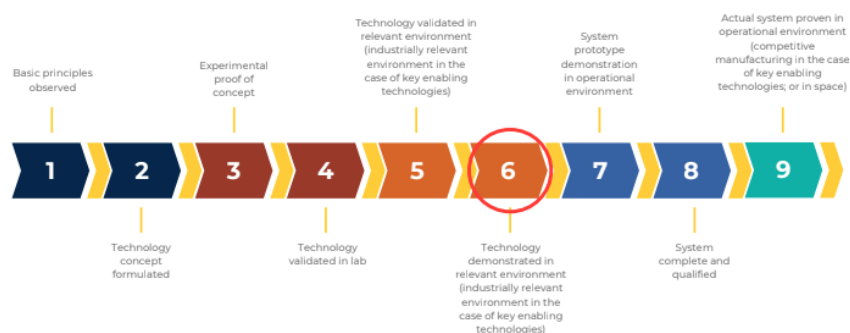 Basic principles
observed
1
Technology
concept
formulated
2
Experimental
proof of
concept
3
Technology
validated in lab
4
Technology validated in
relevant environment
(industrially relevant
environment in the
case of key enabling
technologies)
5
6
Technology
demonstrated in
relevant environment
(industrially relevant
environment in the
case of key enabling
technologies)
System
prototype
demonstration
in operational
environment
7
8
System
complete and
qualified
Actual system proven in
operational environment
(competitive
manufacturing in the case
of key enabling
technologies; or in space)
9